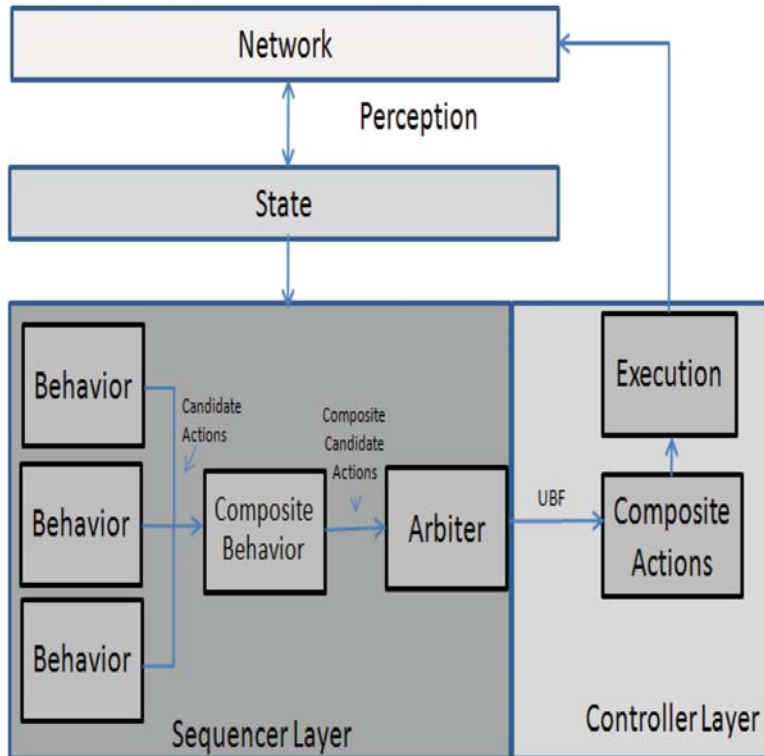 Network
Perception
State
Behavior
Candidate
Actions
Behavior
Composite
Behavior
Composite
Candidate
Actions
Arbiter
Behavior
Sequencer Layer
UBF
Execution
Composite
Actions
Controller Layer